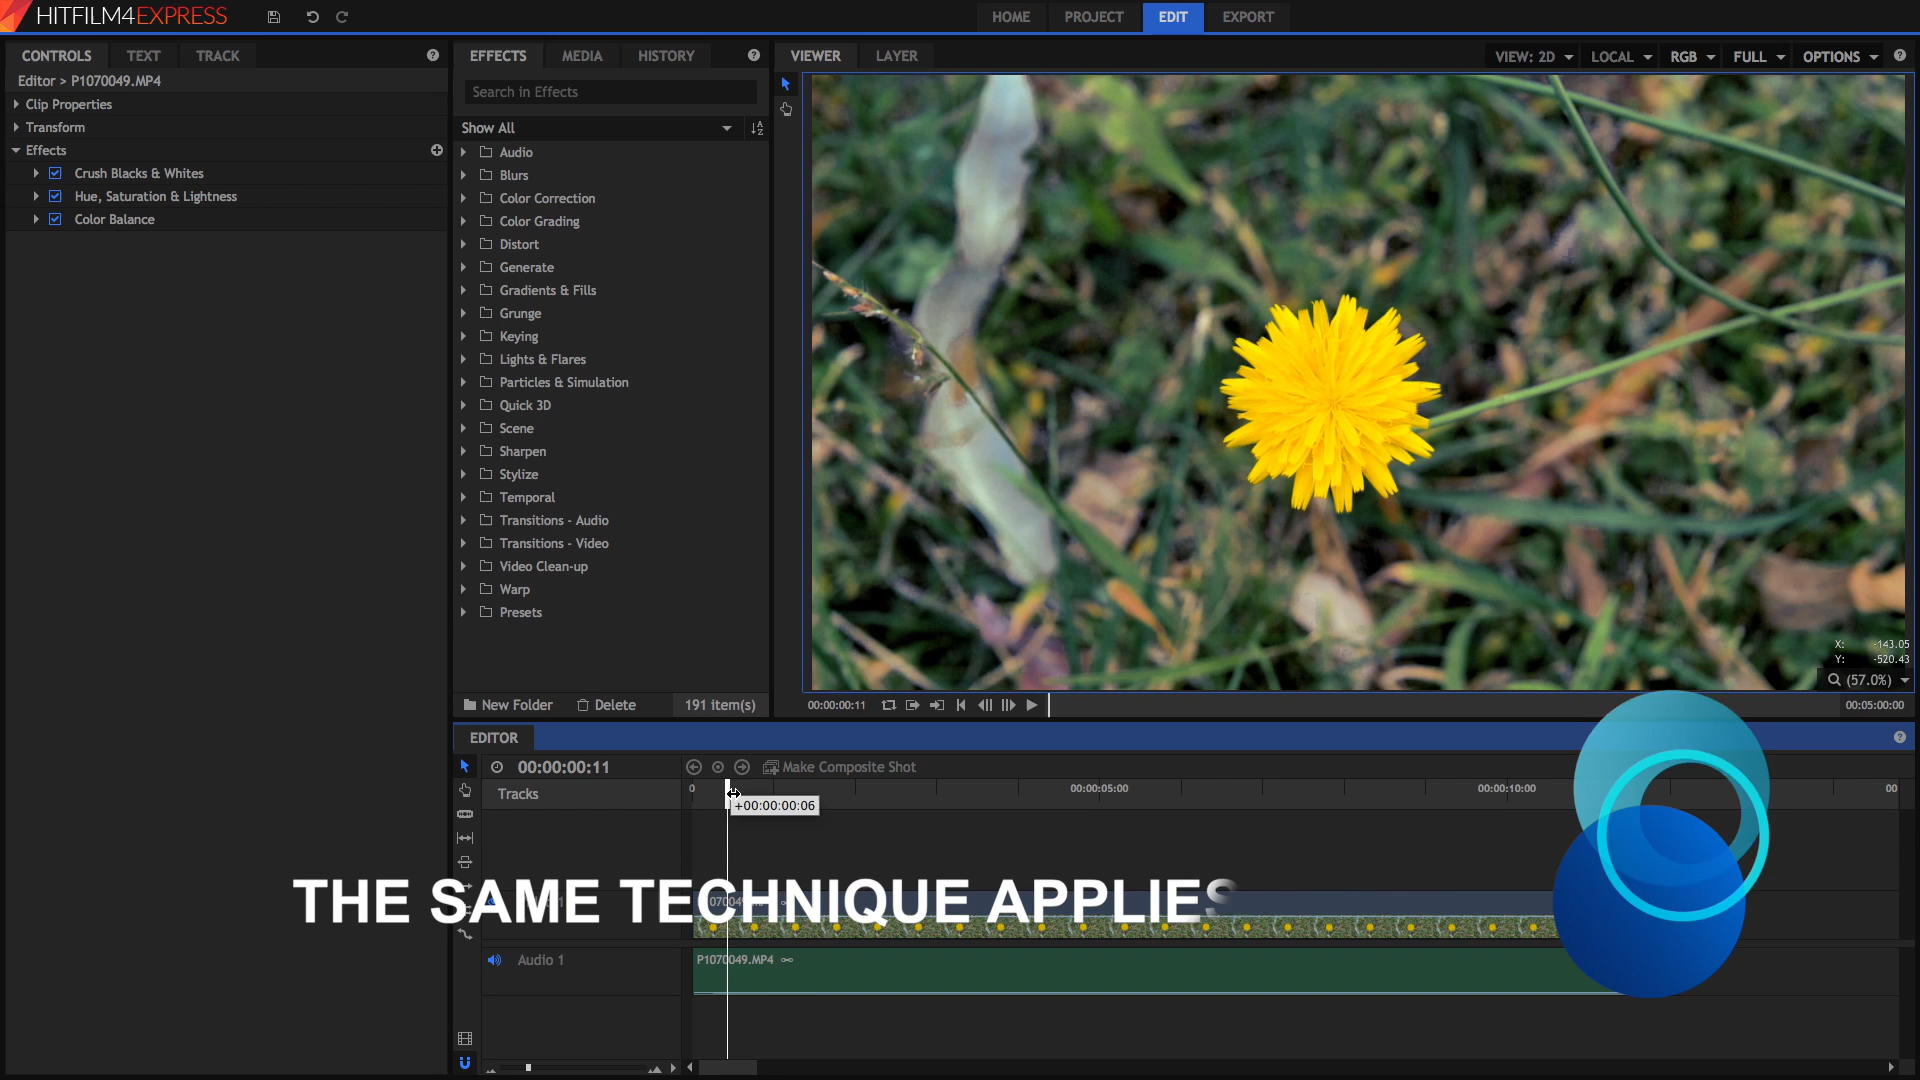 HITFILM4EXPRESS
HOME PROJECT EDIT EXPORT
CONTROLS TEXT TRACK
Editor > P1070049.MP4
Clip Properties
Transform
Effects
Crush Blacks & Whites
Hue, Saturation & Lightness
Color Balance
EFFECTS MEDIA HISTORY
Search in Effects
Show All
Audio
Blurs
Color Correction
Color Grading
Distort
Generate
Gradients & Fills
Grunge
Keying
Lights & Flares
Particles & Simulation
Quick 3D
Scene
Sharpen
Stylize
Temporal
Transitions - Audio
Transitions - Video
Video Clean-up
Warp
Presets
New Folder Delete 191 item(s)
VIEWER LAYER
VIEW: 2D LOCAL RGB FULL OPTIONS
X: -143.05
Y: -520.43
(57.0%)
00:00:00:11 00:05:00:00
EDITOR
00:00:00:11 Make Composite Shot
Tracks
0 00:00:05:00 00:00:10:00 00
+00:00:00:06
THE SAME TECHNIQUE APPLIES
Audio 1 P1070049.MP4